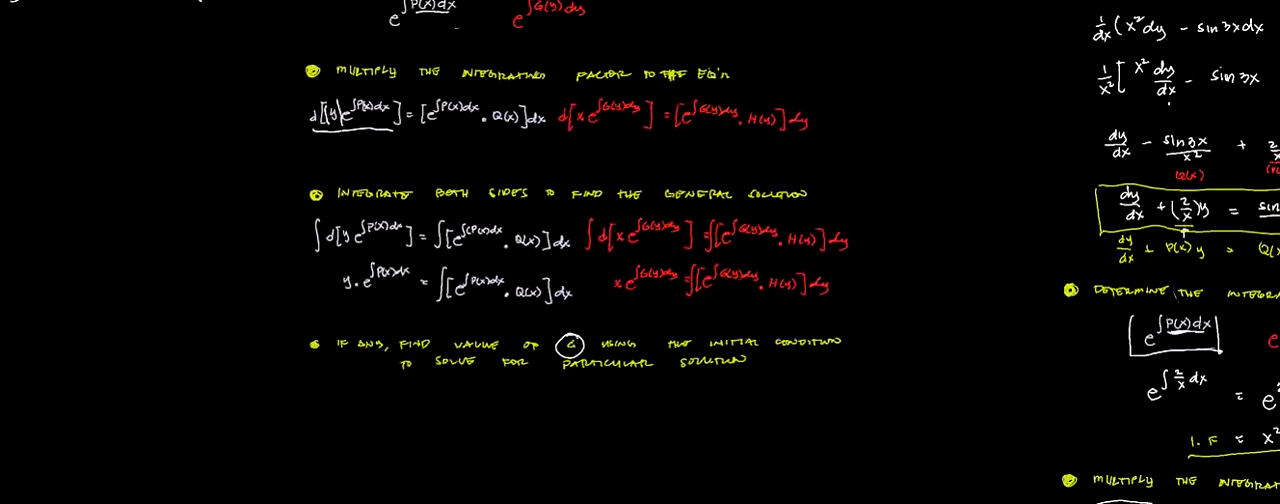 e^∫P(x)dx e^∫G(y)dy
MULTIPLY THE INTEGRATING FACTOR TO THE EQ'N
d[(y)e^∫P(x)dx] = [e^∫P(x)dx · Q(x)]dx d[x e^∫G(y)dy] = [e^∫G(y)dy · H(y)]dy
INTEGRATE BOTH SIDES TO FIND THE GENERAL SOLUTION
∫d[y e^∫P(x)dx] = ∫[e^∫P(x)dx · Q(x)]dx ∫d[x e^∫G(y)dy] = ∫[e^∫G(y)dy · H(y)]dy
y · e^∫P(x)dx = ∫[e^∫P(x)dx · Q(x)]dx x e^∫G(y)dy = ∫[e^∫G(y)dy · H(y)]dy
IF ANY, FIND VALUE OF C USING THE INITIAL CONDITION
TO SOLVE FOR PARTICULAR SOLUTION
1/dx (x² dy - sin 3x dx
1/x² [x² dy/dx - sin 3x
dy/dx - sin 3x/x² + 2/x
Q(x)
dy/dx + (2/x)y = sin
dy/dx + P(x)y = Q(x
DETERMINE THE INTEGRA
e^∫P(x)dx e
e^∫2/x dx = e
I.F = x²
MULTIPLY THE INTEGRA